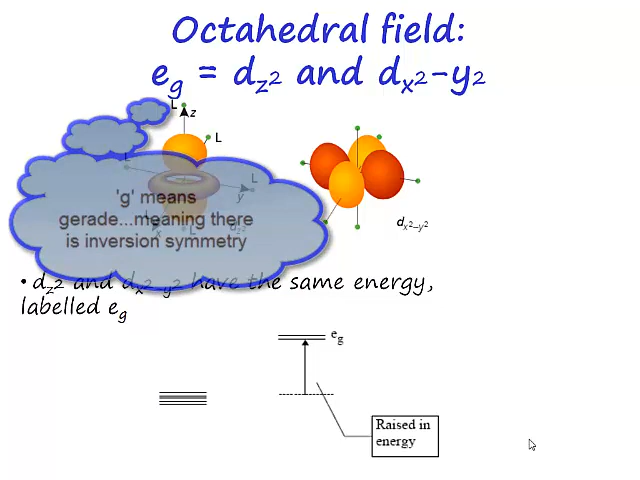 Octahedral field:
eg = dz2 and dx2-y2
L
z
L
L
L
y
x
L
dz2
'g' means
gerade...meaning there
is inversion symmetry
dx2-y2
• dz2 and dx2-y2 have the same energy,
labelled eg
eg
Raised in
energy